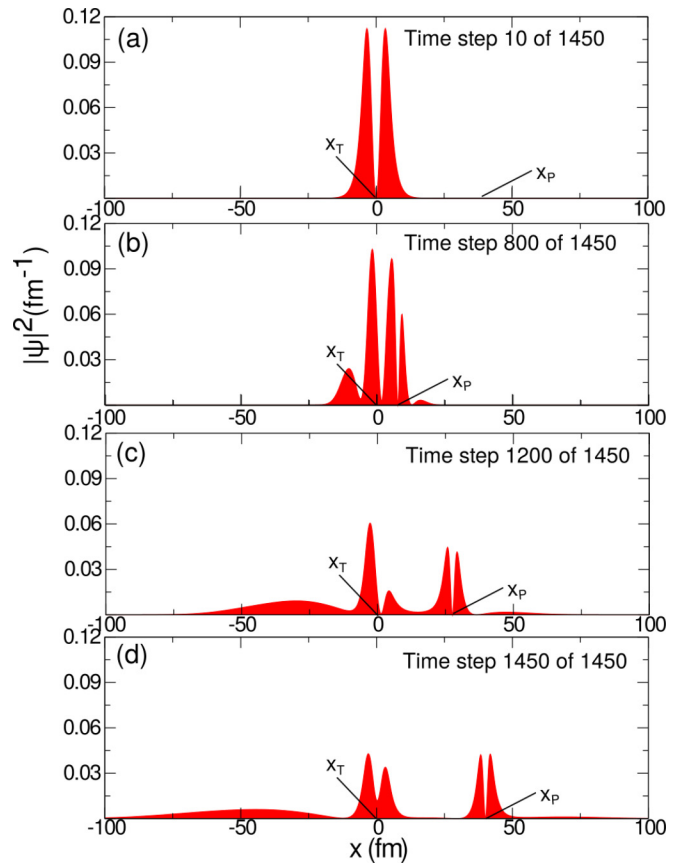 0.12
(a)
Time step 10 of 1450
0.09
0.06
x_T
0.03
x_P
-100 -50 0 50 100
0.12
(b)
Time step 800 of 1450
0.09
0.06
x_T
0.03
x_P
-100 -50 0 50 100
0.12
(c)
Time step 1200 of 1450
0.09
0.06
x_T
0.03
x_P
-100 -50 0 50 100
0.12
(d)
Time step 1450 of 1450
0.09
0.06
x_T
0.03
x_P
-100 -50 0 50 100
|ψ|²(fm⁻¹)
x (fm)